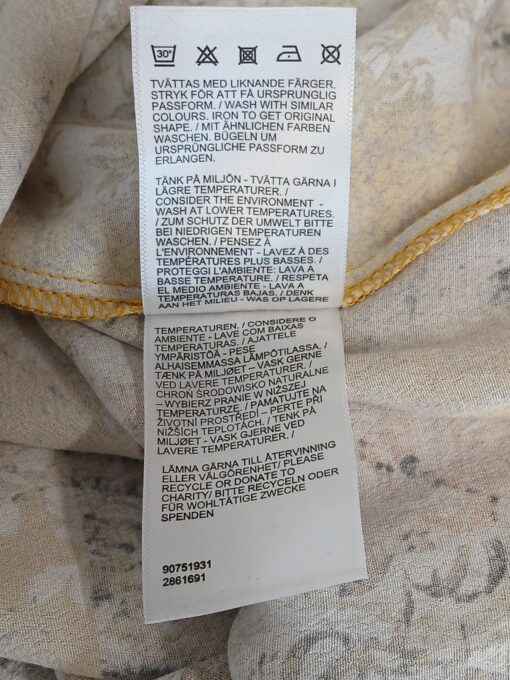 30°
TVÄTTAS MED LIKNANDE FÄRGER.
STRYK FÖR ATT FÅ URSPRUNGLIG
PASSFORM. / WASH WITH SIMILAR
COLOURS. IRON TO GET ORIGINAL
SHAPE. / MIT ÄHNLICHEN FARBEN
WASCHEN. BÜGELN UM
URSPRÜNGLICHE PASSFORM ZU
ERLANGEN.
TÄNK PÅ MILJÖN - TVÄTTA GÄRNA I
LÄGRE TEMPERATURER. /
CONSIDER THE ENVIRONMENT -
WASH AT LOWER TEMPERATURES.
/ ZUM SCHUTZ DER UMWELT BITTE
BEI NIEDRIGEN TEMPERATUREN
WASCHEN. / PENSEZ À
L'ENVIRONNEMENT - LAVEZ À DES
TEMPÉRATURES PLUS BASSES. /
PROTEGGI L'AMBIENTE: LAVA A
BASSE TEMPERATURE. / RESPETA
EL MEDIO AMBIENTE - LAVA A
TEMPERATURAS BAJAS. / DENK
AAN HET MILIEU - WAS OP LAGERE
TEMPERATUREN. / CONSIDERE O
AMBIENTE - LAVE COM BAIXAS
TEMPERATURAS. / AJATTELE
YMPÄRISTÖÄ - PESE
ALHAISEMMASSA LÄMPÖTILASSA. /
TÆNK PÅ MILJØET – VASK GERNE
VED LAVERE TEMPERATURER. /
CHROŃ ŚRODOWISKO NATURALNE
– WYBIERZ PRANIE W NIŻSZEJ
TEMPERATURZE. / PAMATUJTE NA
ŽIVOTNÍ PROSTŘEDÍ – PERTE PŘI
NIŽŠÍCH TEPLOTÁCH. / TENK PÅ
MILJØET - VASK GJERNE VED
LAVERE TEMPERATURER. /
LÄMNA GÄRNA TILL ÅTERVINNING
ELLER VÄLGÖRENHET/ PLEASE
RECYCLE OR DONATE TO
CHARITY/ BITTE RECYCELN ODER
FÜR WOHLTÄTIGE ZWECKE
SPENDEN
90751931
2861691